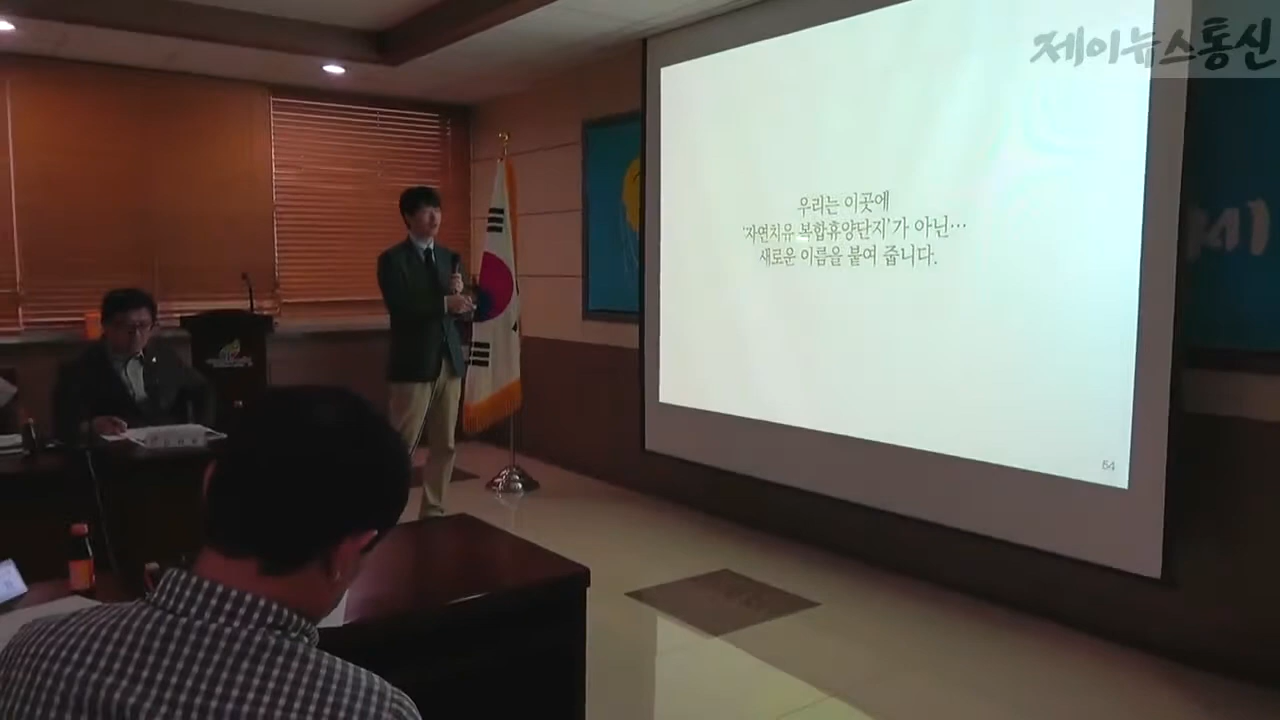 제이뉴스통신
우리는 이곳에
'자연치유 복합휴양단지'가 아닌…
새로운 이름을 붙여 줍니다.
54